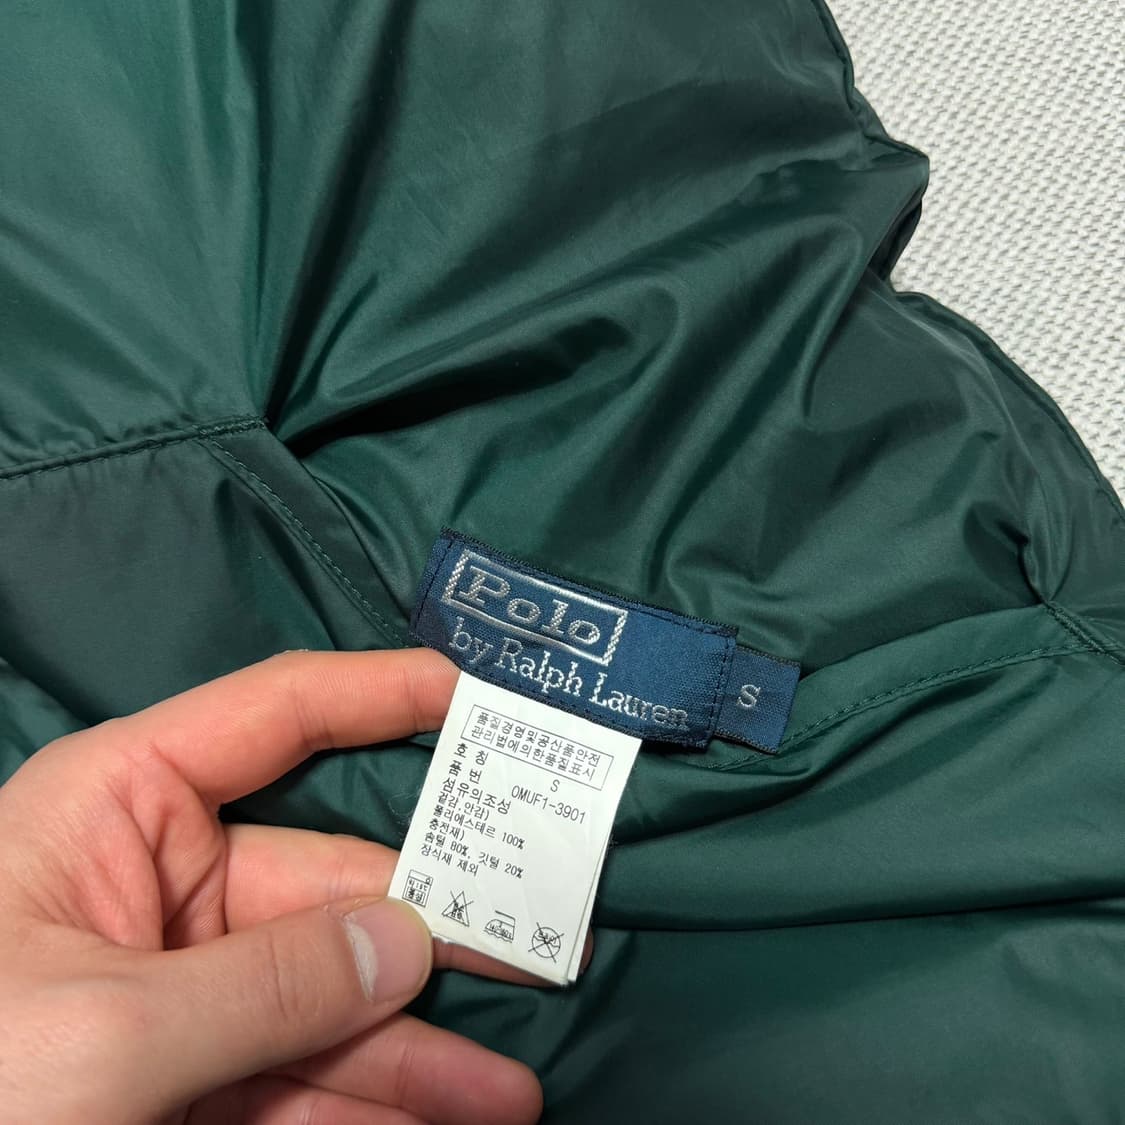 Polo
by Ralph Lauren
S
품질경영및공산품안전
관리법에의한품질표시
호 칭 S
품 번 OMUF1-3901
섬유의조성
겉감,안감)
폴리에스테르 100%
충전재)
솜털 80%, 깃털 20%
장식재 제외